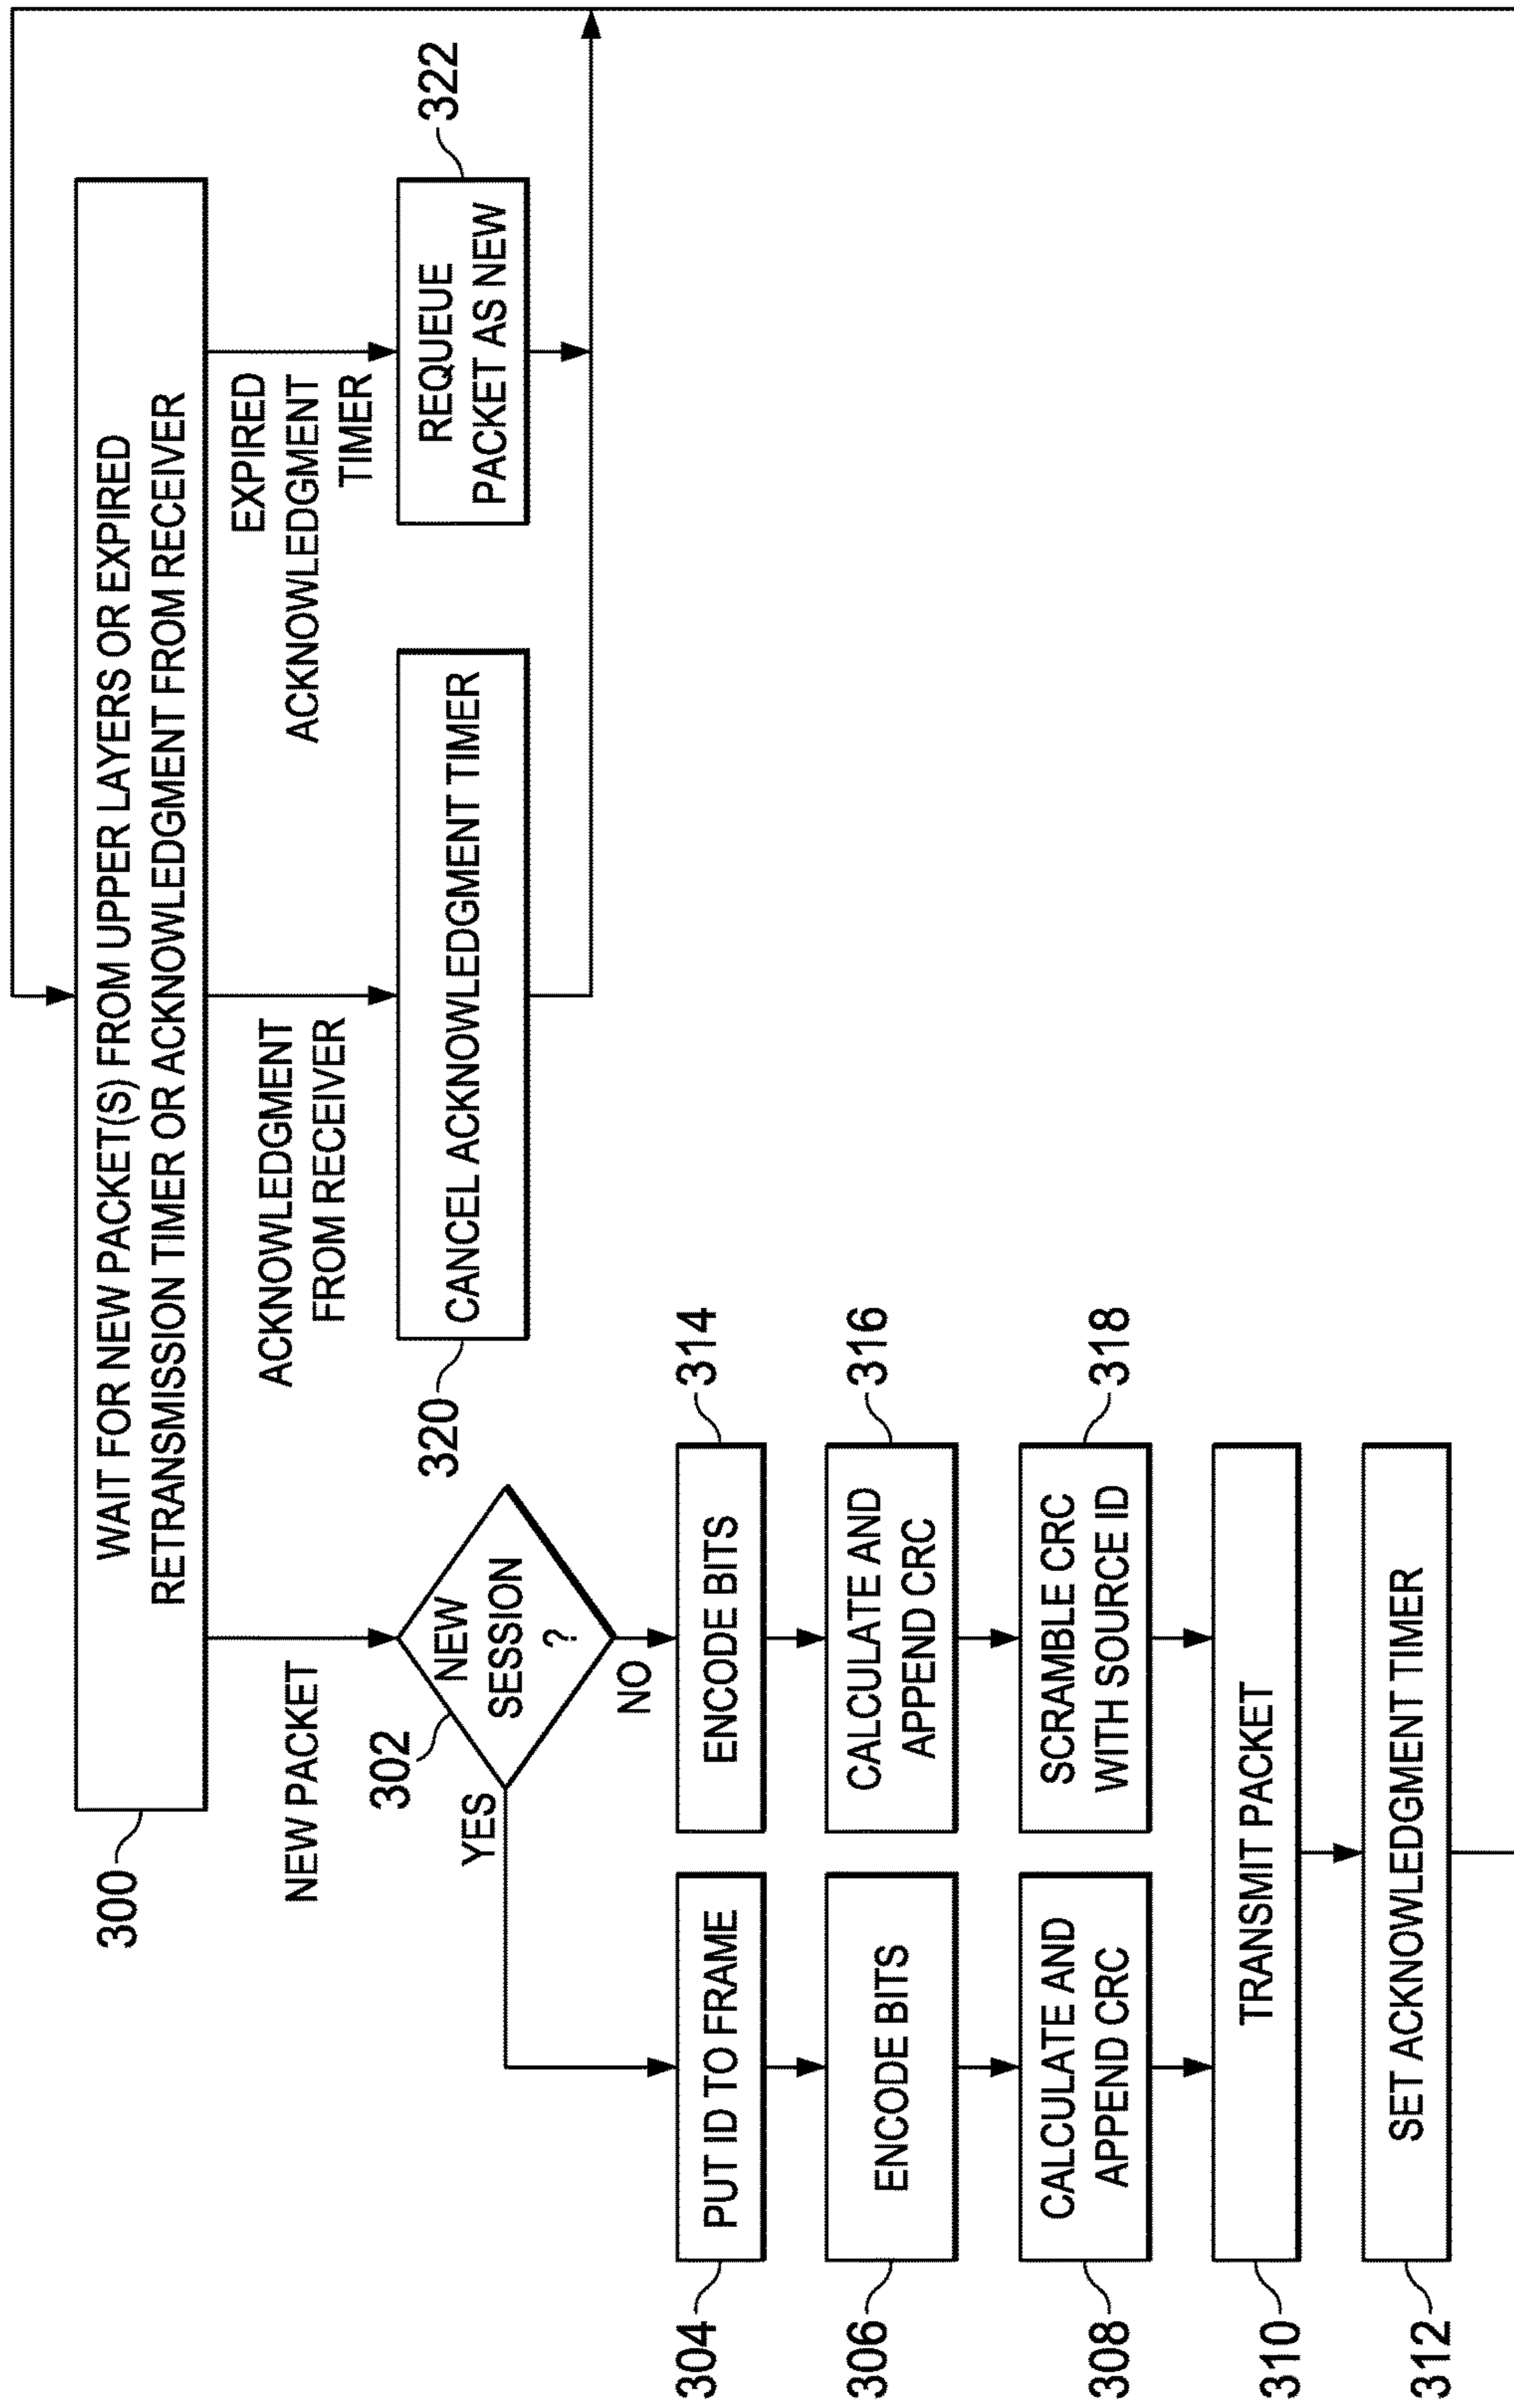 300
WAIT FOR NEW PACKET(S) FROM UPPER LAYERS OR EXPIRED
RETRANSMISSION TIMER OR ACKNOWLEDGMENT FROM RECEIVER
NEW PACKET
ACKNOWLEDGMENT
FROM RECEIVER
EXPIRED
ACKNOWLEDGMENT
TIMER
302
NEW
SESSION
?
YES
NO
320
CANCEL ACKNOWLEDGMENT TIMER
REQUEUE
PACKET AS NEW
322
304
PUT ID TO FRAME
ENCODE BITS
314
306
ENCODE BITS
CALCULATE AND
APPEND CRC
316
308
CALCULATE AND
APPEND CRC
SCRAMBLE CRC
WITH SOURCE ID
318
310
TRANSMIT PACKET
312
SET ACKNOWLEDGMENT TIMER